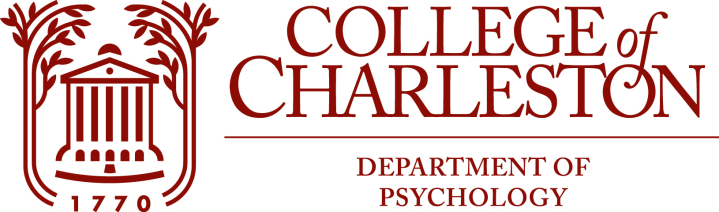 COLLEGE of
CHARLESTON
DEPARTMENT OF
PSYCHOLOGY
1770